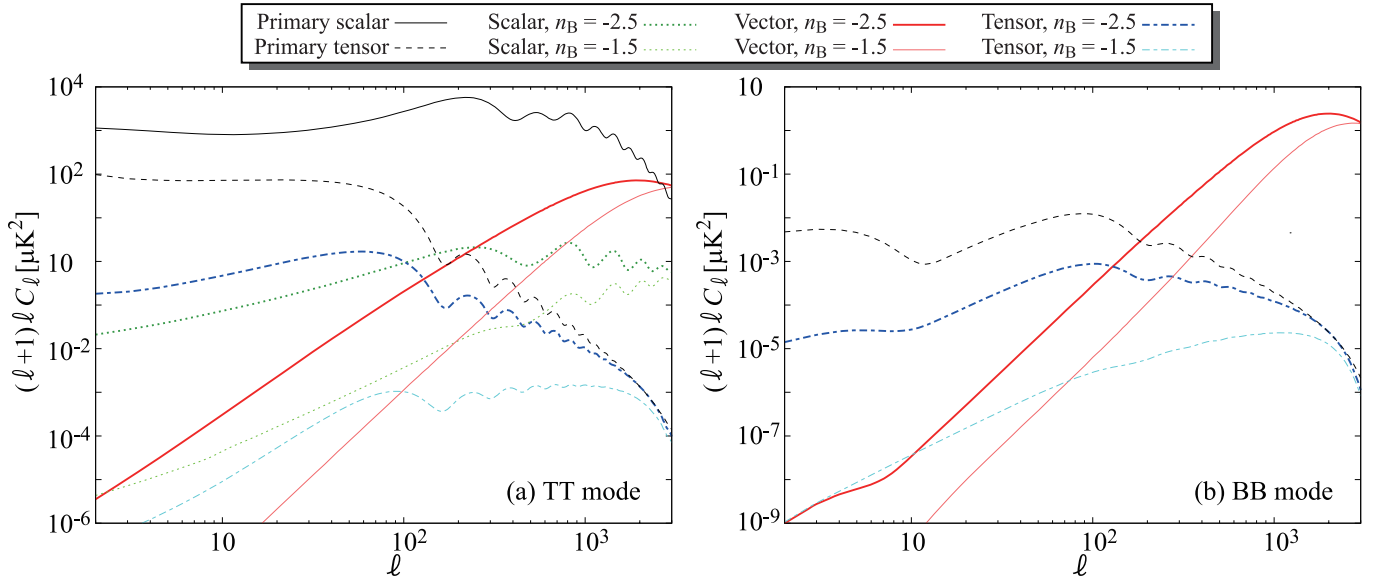 Primary scalar Scalar, n_B = -2.5 Vector, n_B = -2.5 Tensor, n_B = -2.5
Primary tensor Scalar, n_B = -1.5 Vector, n_B = -1.5 Tensor, n_B = -1.5
10^4
10^2
10
10^-2
10^-4
10^-6
(ℓ+1) ℓ C_ℓ [μK^2]
10 10^2 10^3
ℓ
(a) TT mode
10
10^-1
10^-3
10^-5
10^-7
10^-9
(ℓ+1) ℓ C_ℓ [μK^2]
10 10^2 10^3
ℓ
(b) BB mode